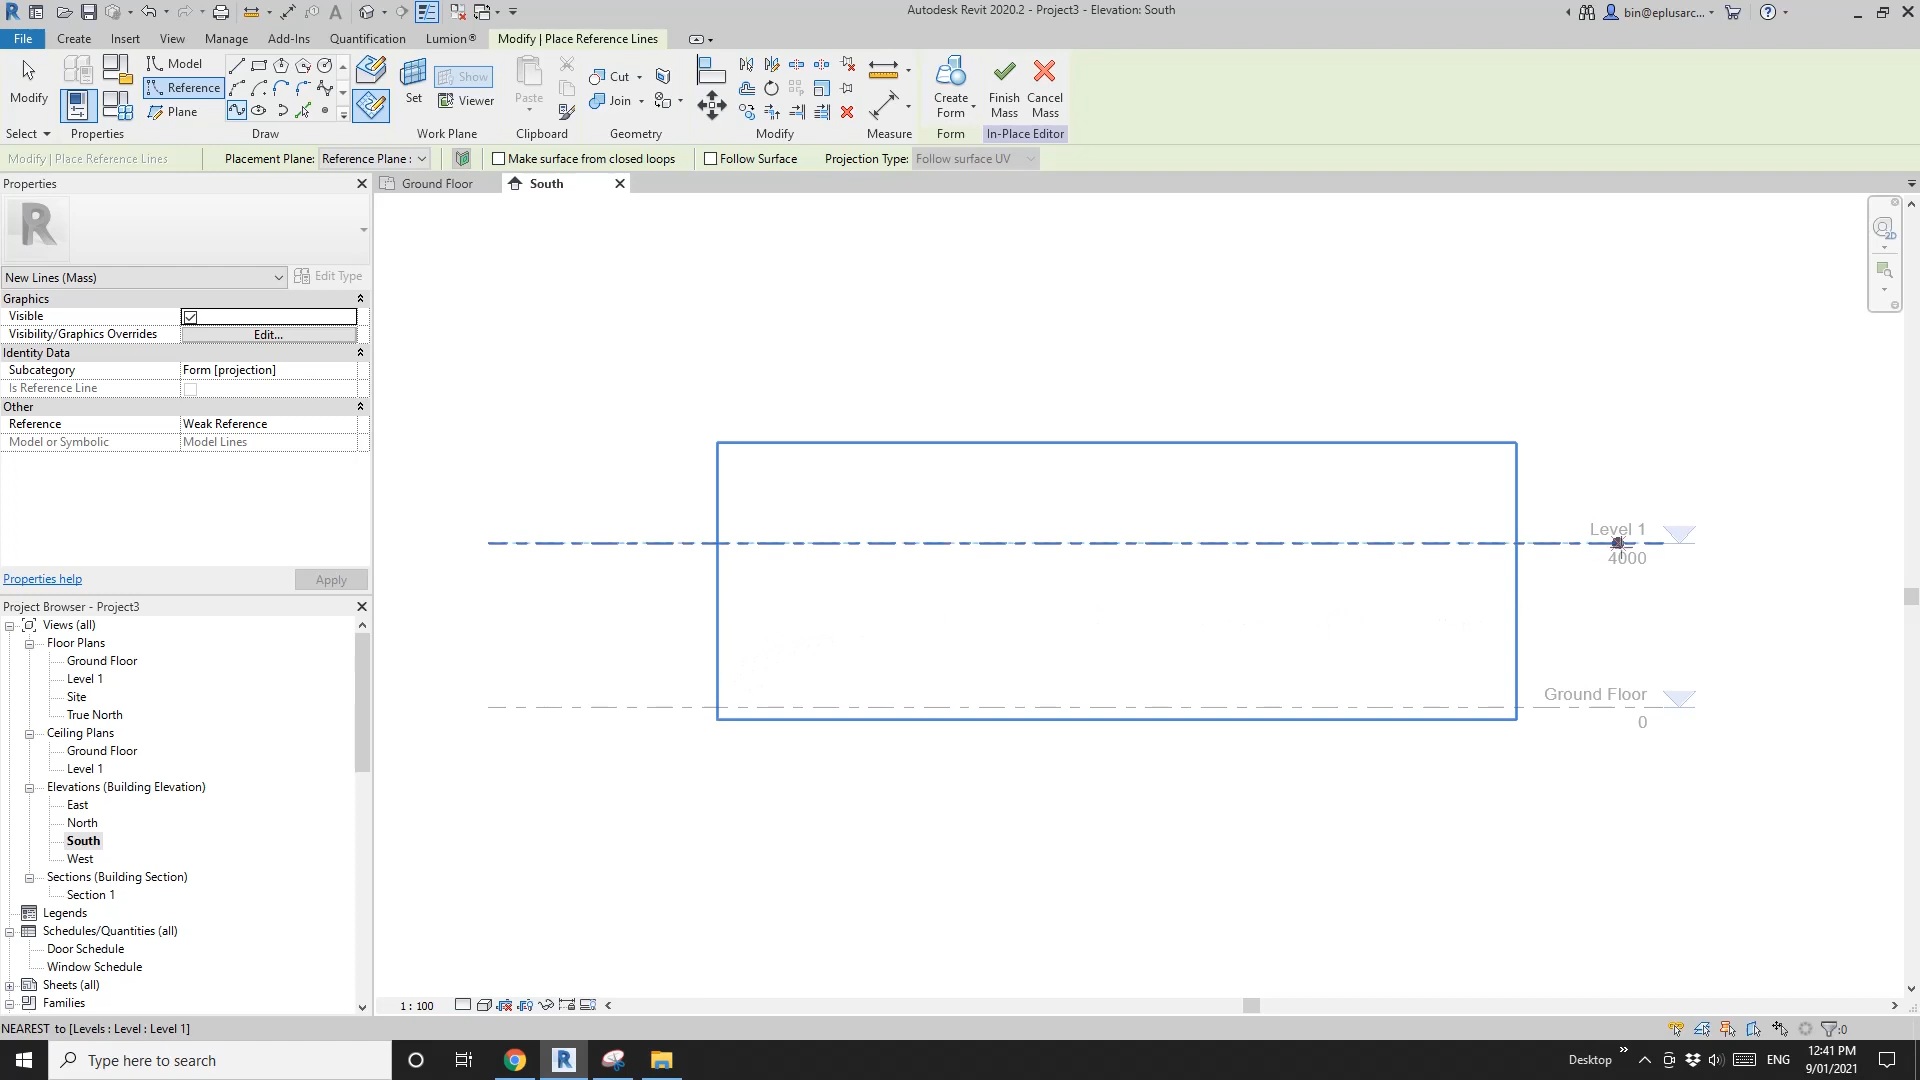 Autodesk Revit 2020.2 - Project3 - Elevation: South
bin@eplusarc...
File
Create
Insert
View
Manage
Add-Ins
Quantification
Lumion®
Modify | Place Reference Lines
Modify
Model
Reference
Plane
Set
Show
Viewer
Paste
Cut
Join
Create
Form
Finish
Mass
Cancel
Mass
Select
Properties
Draw
Work Plane
Clipboard
Geometry
Modify
Measure
Form
In-Place Editor
Modify | Place Reference Lines
Placement Plane:
Reference Plane :
Make surface from closed loops
Follow Surface
Projection Type:
Follow surface UV
Properties
Ground Floor
South
R
2D
New Lines (Mass)
Edit Type
Graphics
Visible
Visibility/Graphics Overrides
Edit...
Identity Data
Subcategory
Form [projection]
Is Reference Line
Other
Reference
Weak Reference
Model or Symbolic
Model Lines
Level 1
4000
Properties help
Apply
Project Browser - Project3
Views (all)
Floor Plans
Ground Floor
Level 1
Site
True North
Ceiling Plans
Ground Floor
Level 1
Elevations (Building Elevation)
East
North
South
West
Sections (Building Section)
Section 1
Legends
Schedules/Quantities (all)
Door Schedule
Window Schedule
Sheets (all)
Families
Ground Floor
0
1 : 100
NEAREST to [Levels : Level : Level 1]
:0
Type here to search
Desktop
ENG
12:41 PM
9/01/2021